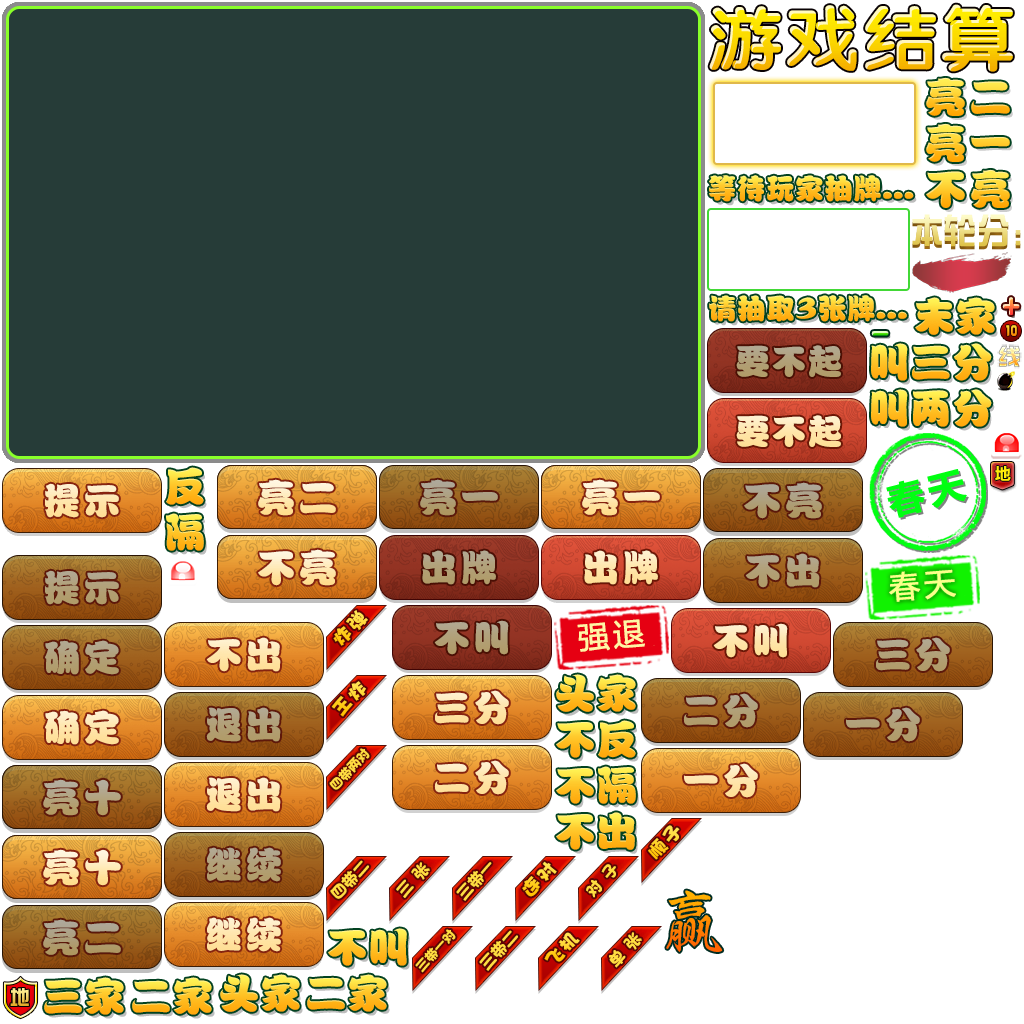 游戏结算
亮二
亮一
等待玩家抽牌...
不亮
本轮分:
请抽取3张牌...
末家
+
10
-
要不起
叫三分
线
要不起
叫两分
地
春天
提示
反
隔
亮二
亮一
亮一
不亮
不亮
出牌
出牌
不出
春天
提示
炸弹
不叫
强退
不叫
三分
确定
不出
王炸
三分
头家
二分
一分
确定
退出
不反
四带两对
二分
不隔
一分
亮十
退出
不出
顺子
亮十
继续
四带二
三张
三带一
对子
亮二
继续
不叫
三带一对
三带二
飞机
单张
赢
地
三家
二家
头家
二家